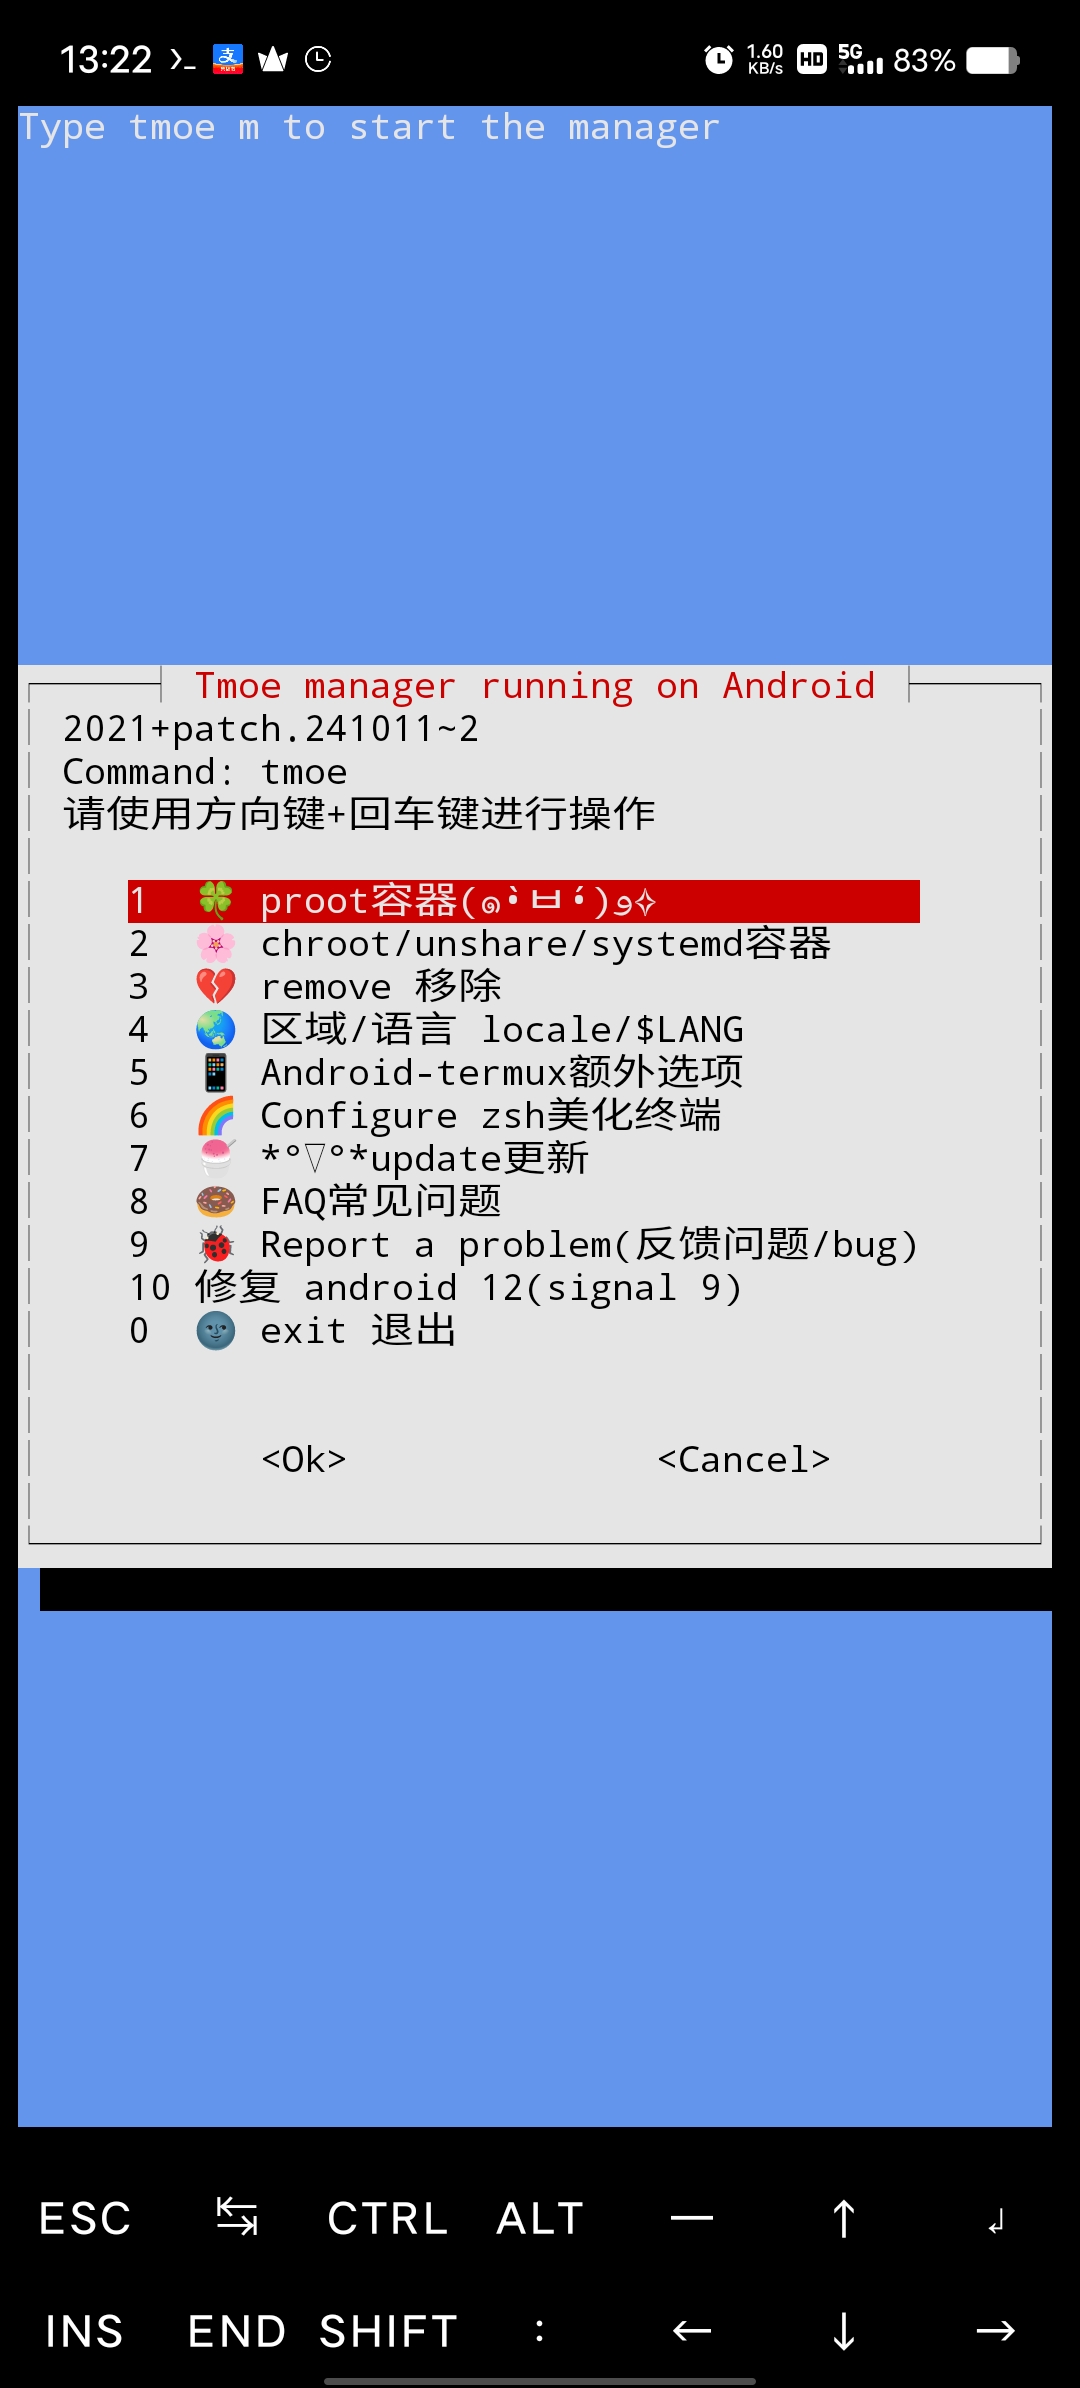 13:22
1.60 KB/s HD 5G 83%
Type tmoe m to start the manager
Tmoe manager running on Android
2021+patch.241011~2
Command: tmoe
请使用方向键+回车键进行操作
1 🍀 proot容器(๑•̀ㅂ•́)و✧
2 🌸 chroot/unshare/systemd容器
3 💔 remove 移除
4 🌏 区域/语言 locale/$LANG
5 📱 Android-termux额外选项
6 🌈 Configure zsh美化终端
7 🍧 *°▽°*update更新
8 🍩 FAQ常见问题
9 🐞 Report a problem(反馈问题/bug)
10 修复 android 12(signal 9)
0 🌚 exit 退出
<Ok> <Cancel>
ESC ↹ CTRL ALT — ↑ ↲
INS END SHIFT : ← ↓ →